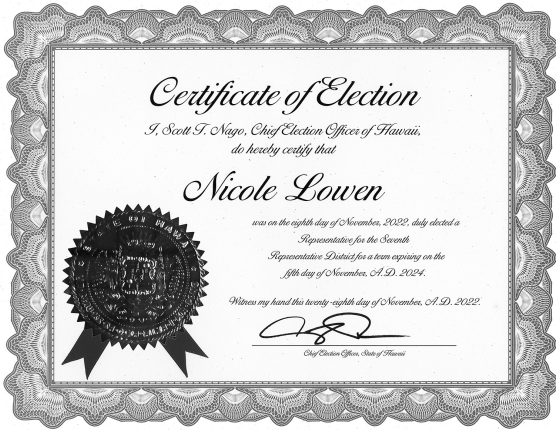 Certificate of Election
I, Scott T. Nago, Chief Election Officer of Hawaii,
do hereby certify that
Nicole Lowen
was on the eighth day of November, 2022, duly elected a
Representative for the Seventh
Representative District for a term expiring on the
fifth day of November, A.D. 2024.
Witness my hand this twenty-eighth day of November, A.D. 2022.
Chief Election Officer, State of Hawaii